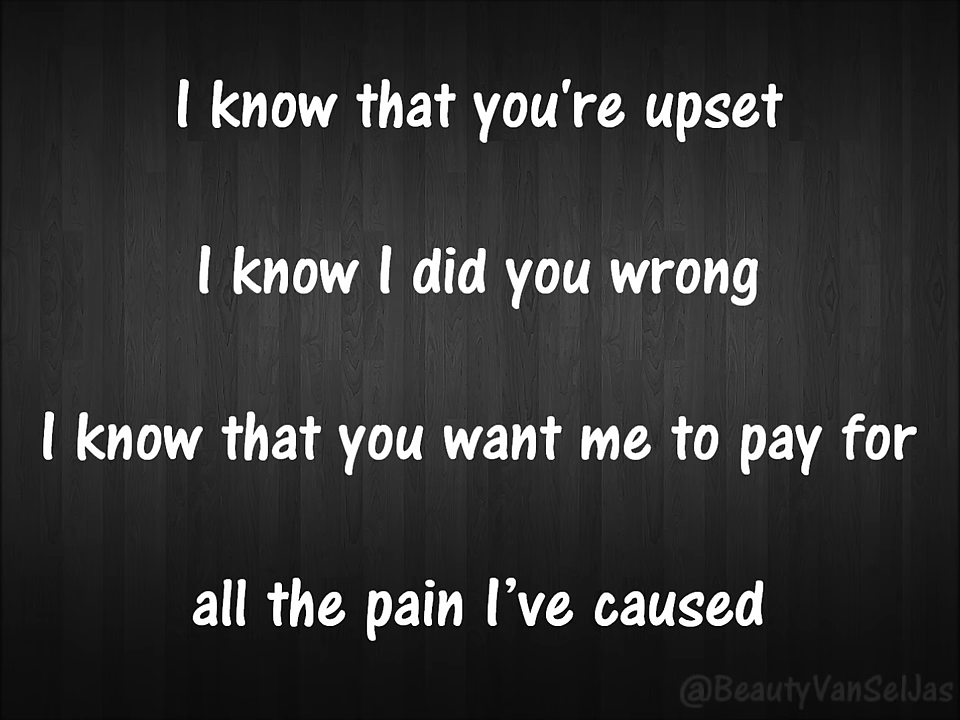 I know that you're upset
I know I did you wrong
I know that you want me to pay for
all the pain I’ve caused
@BeautyVanSelJas